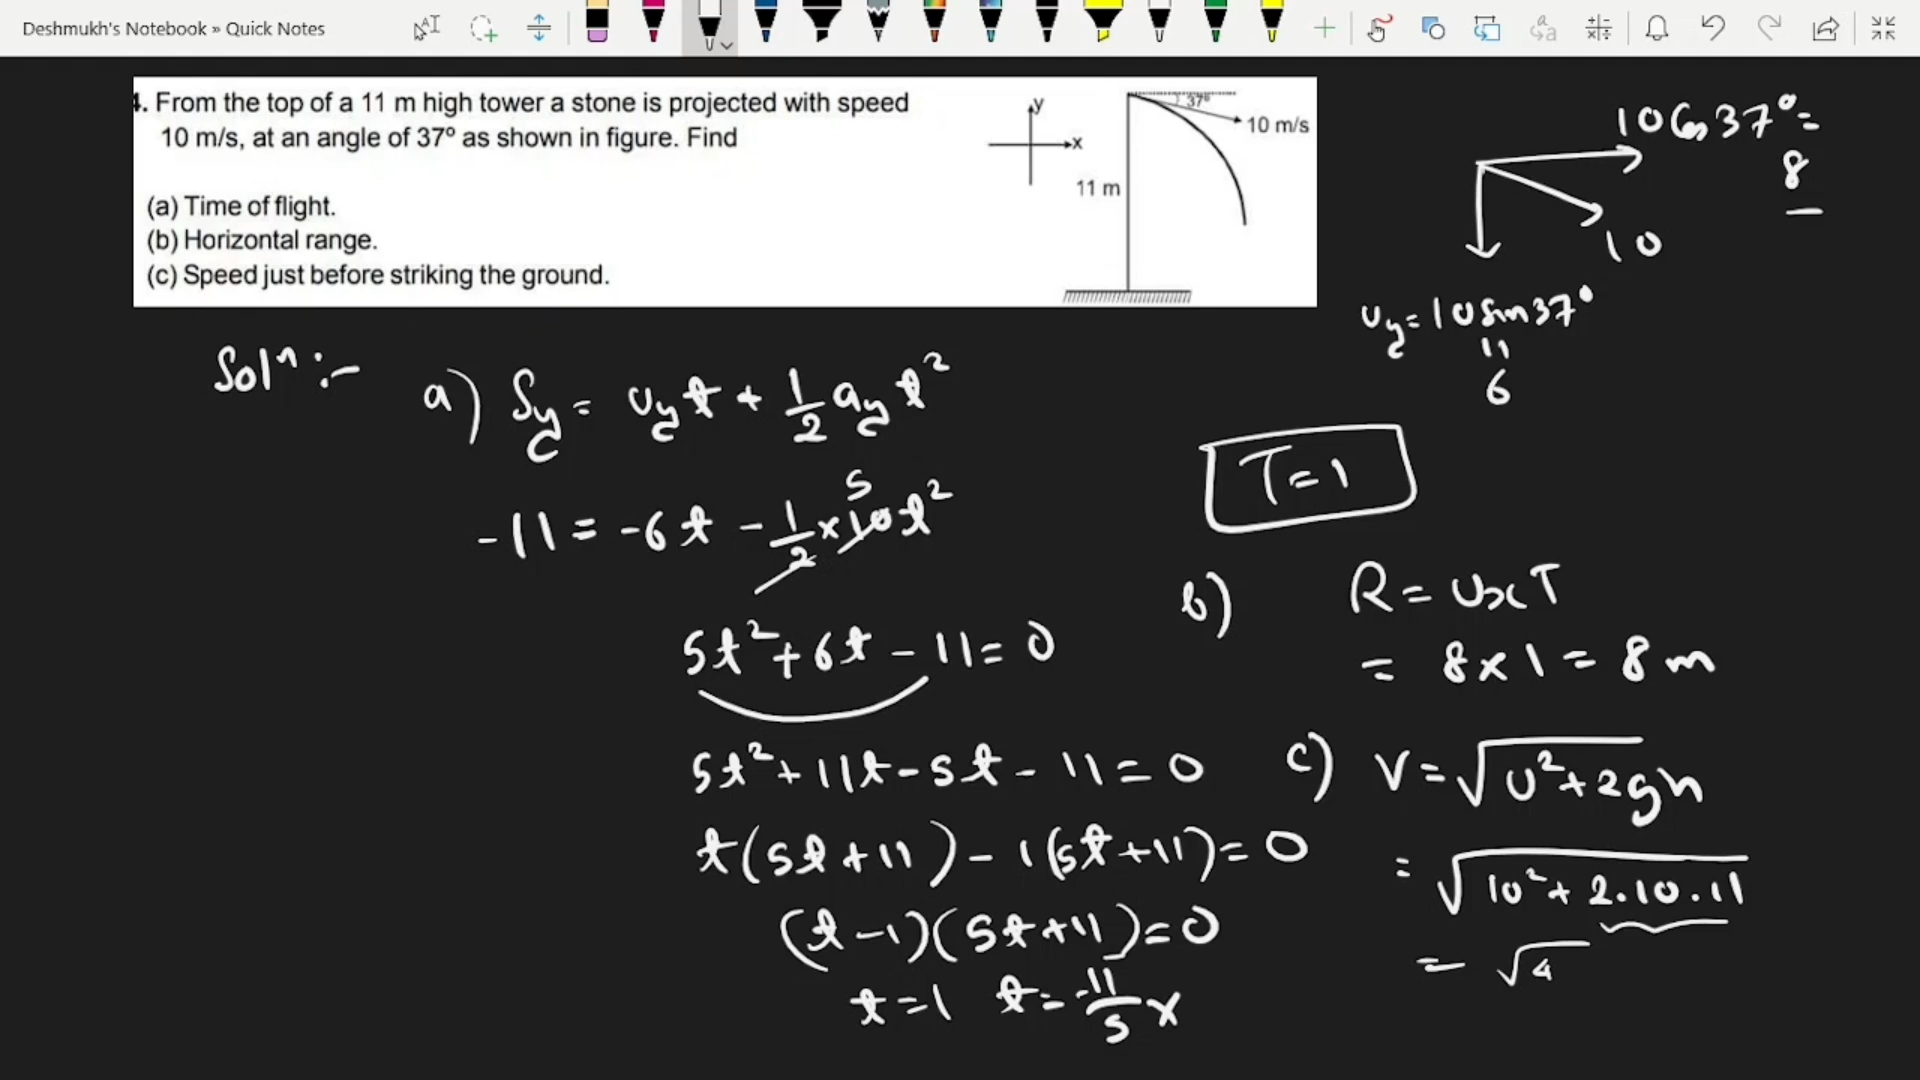 Deshmukh's Notebook » Quick Notes
4. From the top of a 11 m high tower a stone is projected with speed
10 m/s, at an angle of 37º as shown in figure. Find
(a) Time of flight.
(b) Horizontal range.
(c) Speed just before striking the ground.
y
x
37º
10 m/s
11 m
10 Cos 37° =
8
10
uy = 10 sin 37°
11
6
Solⁿ :-
a) Sy = uy t + 1/2 ay t²
-11 = -6t - 1/2 × 10 t²
5
5t² + 6t - 11 = 0
5t² + 11t - 5t - 11 = 0
t(5t + 11) - 1(5t + 11) = 0
(t - 1)(5t + 11) = 0
t = 1 t = -11/5 x
T = 1
b) R = ux T
= 8 × 1 = 8 m
c) V = √u² + 2gh
= √10² + 2.10.11
= √4